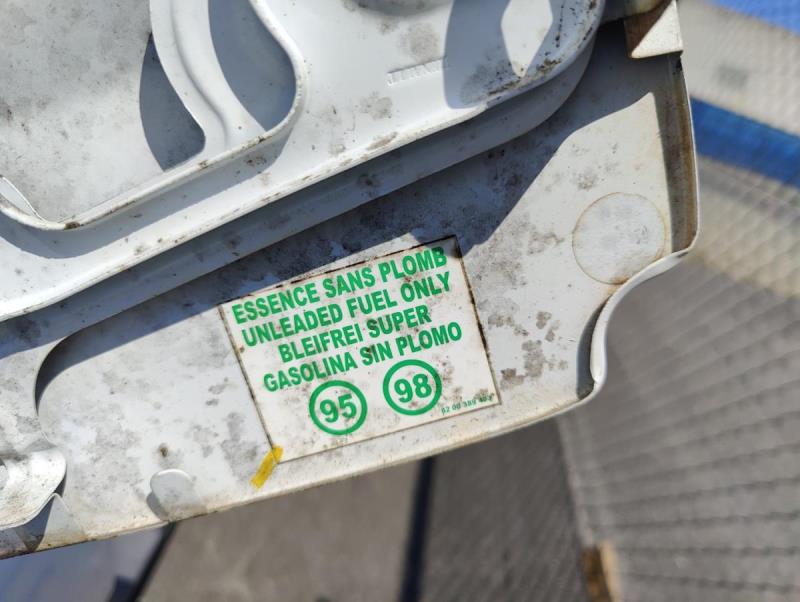 ESSENCE SANS PLOMB
UNLEADED FUEL ONLY
BLEIFREI SUPER
GASOLINA SIN PLOMO
95 98